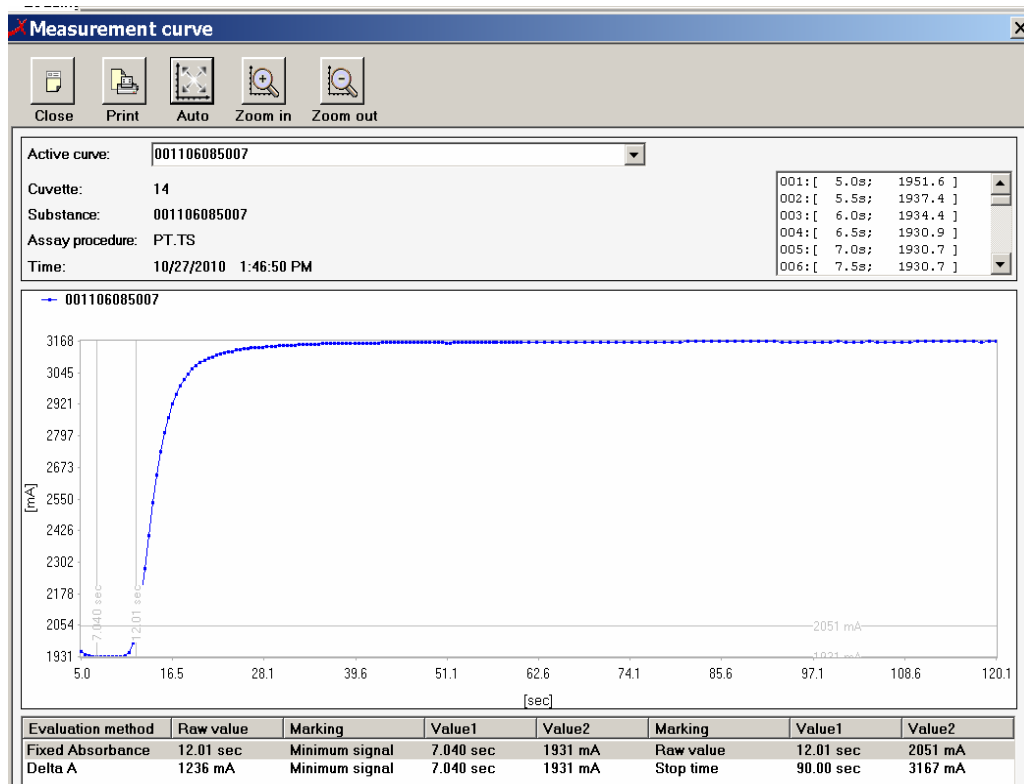 Measurement curve
Close Print Auto Zoom in Zoom out
Active curve: 001106085007
Cuvette: 14
Substance: 001106085007
Assay procedure: PT.TS
Time: 10/27/2010 1:46:50 PM
001:[ 5.0s; 1951.6 ]
002:[ 5.5s; 1937.4 ]
003:[ 6.0s; 1934.4 ]
004:[ 6.5s; 1930.9 ]
005:[ 7.0s; 1930.7 ]
006:[ 7.5s; 1930.7 ]
001106085007
3168
3045
2921
2797
2673
2550
2426
2302
2178
2054
1931
[mA]
7.040 sec
12.01 sec
2051 mA
1931 mA
5.0 16.5 28.1 39.6 51.1 62.6 74.1 85.6 97.1 108.6 120.1
[sec]
Evaluation method Raw value Marking Value1 Value2 Marking Value1 Value2
Fixed Absorbance 12.01 sec Minimum signal 7.040 sec 1931 mA Raw value 12.01 sec 2051 mA
Delta A 1236 mA Minimum signal 7.040 sec 1931 mA Stop time 90.00 sec 3167 mA